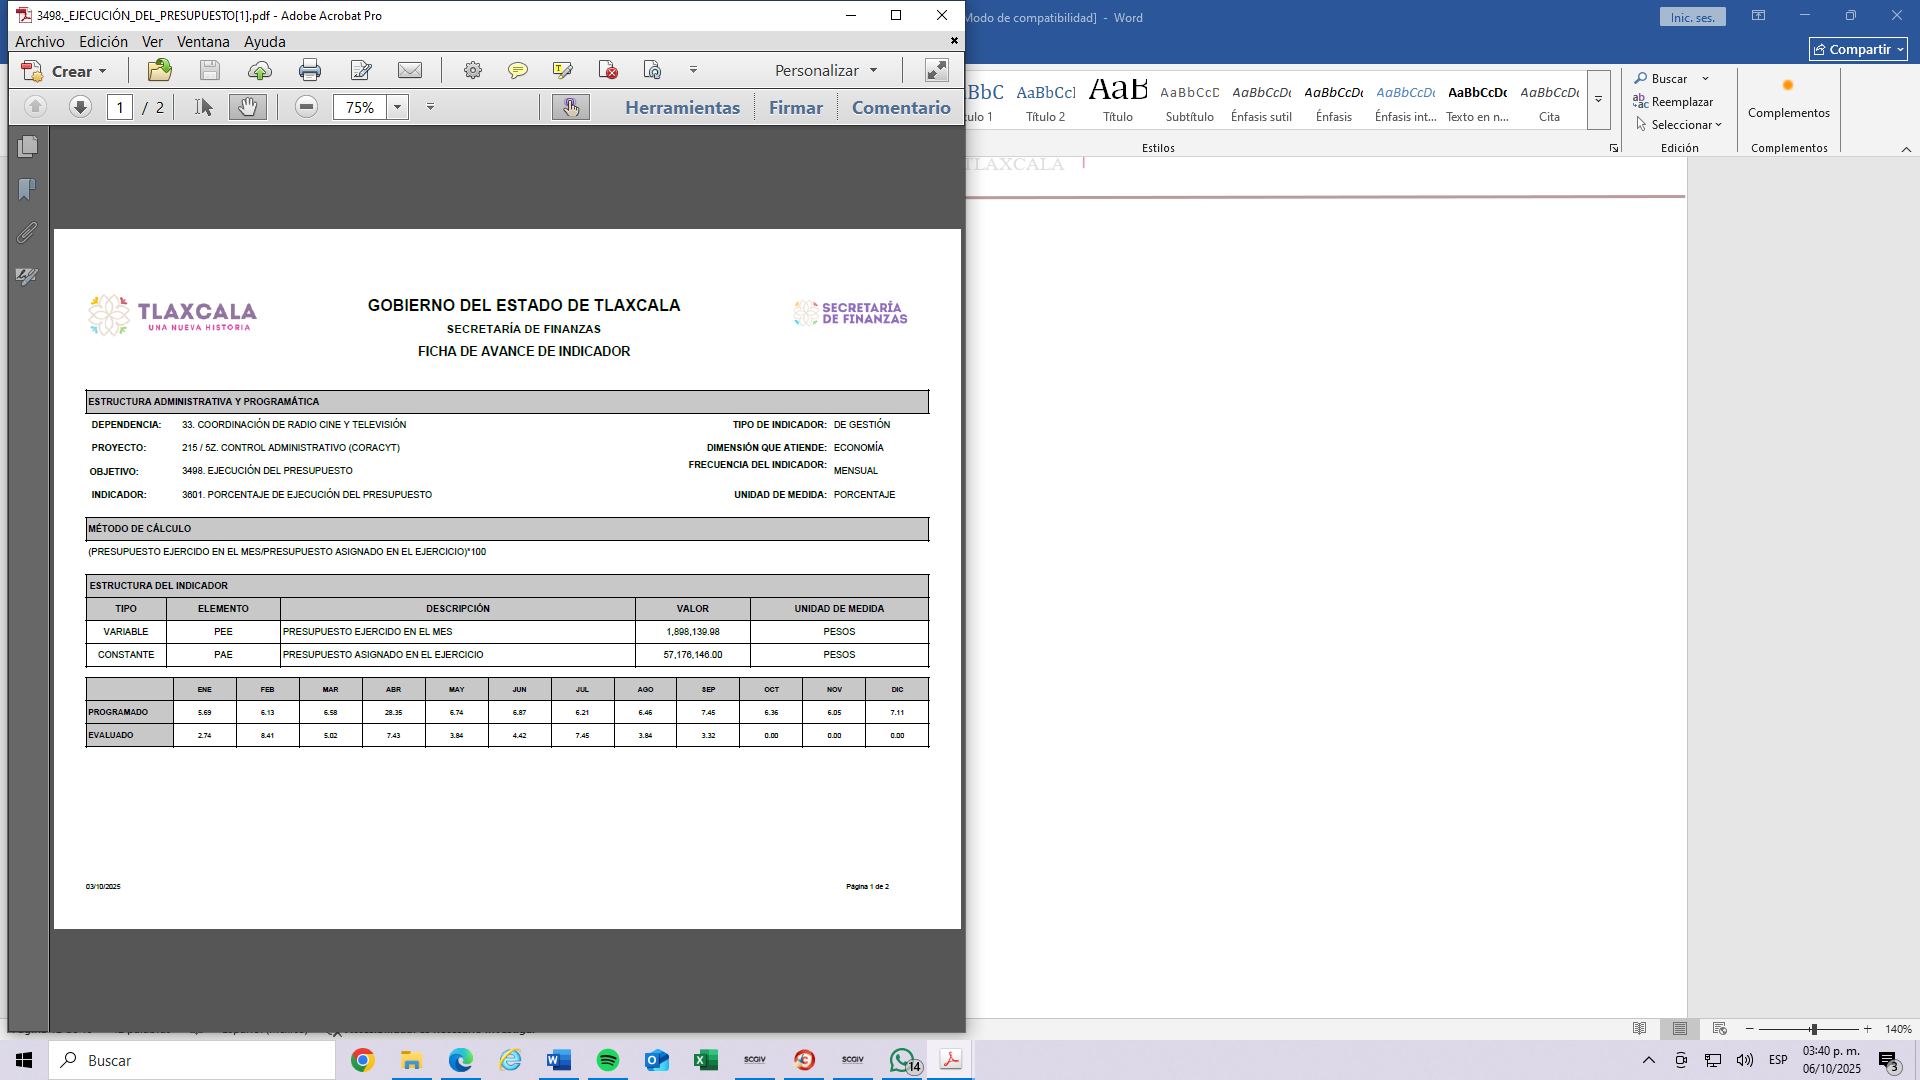 3498._EJECUCIÓN_DEL_PRESUPUESTO[1].pdf - Adobe Acrobat Pro
Modo de compatibilidad] - Word
Inic. ses.
Archivo Edición Ver Ventana Ayuda
Compartir
Crear
Personalizar
1 / 2
75%
Herramientas Firmar Comentario
AaBbCcI AaB AaBbCcD AaBbCcDc AaBbCcDc AaBbCcDc AaBbCcDc AaBbCcDc
Título 2 Título Subtítulo Énfasis sutil Énfasis Énfasis int... Texto en n... Cita
Estilos
Buscar
Reemplazar
Seleccionar
Edición
Complementos
Complementos
TLAXCALA
TLAXCALA
UNA NUEVA HISTORIA
GOBIERNO DEL ESTADO DE TLAXCALA
SECRETARÍA DE FINANZAS
FICHA DE AVANCE DE INDICADOR
SECRETARÍA
DE FINANZAS
ESTRUCTURA ADMINISTRATIVA Y PROGRAMÁTICA
DEPENDENCIA: 33. COORDINACIÓN DE RADIO CINE Y TELEVISIÓN TIPO DE INDICADOR: DE GESTIÓN
PROYECTO: 215 / 5Z. CONTROL ADMINISTRATIVO (CORACYT) DIMENSIÓN QUE ATIENDE: ECONOMÍA
OBJETIVO: 3498. EJECUCIÓN DEL PRESUPUESTO FRECUENCIA DEL INDICADOR: MENSUAL
INDICADOR: 3601. PORCENTAJE DE EJECUCIÓN DEL PRESUPUESTO UNIDAD DE MEDIDA: PORCENTAJE
MÉTODO DE CÁLCULO
(PRESUPUESTO EJERCIDO EN EL MES/PRESUPUESTO ASIGNADO EN EL EJERCICIO)*100
ESTRUCTURA DEL INDICADOR
TIPO ELEMENTO DESCRIPCIÓN VALOR UNIDAD DE MEDIDA
VARIABLE PEE PRESUPUESTO EJERCIDO EN EL MES 1,898,139.98 PESOS
CONSTANTE PAE PRESUPUESTO ASIGNADO EN EL EJERCICIO 57,176,146.00 PESOS
ENE FEB MAR ABR MAY JUN JUL AGO SEP OCT NOV DIC
PROGRAMADO 5.69 6.13 6.58 28.35 6.74 6.87 6.21 6.46 7.45 6.36 6.05 7.11
EVALUADO 2.74 8.41 5.02 7.43 3.84 4.42 7.45 3.84 3.32 0.00 0.00 0.00
03/10/2025 Página 1 de 2
140%
Buscar
SCGIV
SCGIV
14
ESP
03:40 p. m.
06/10/2025
3